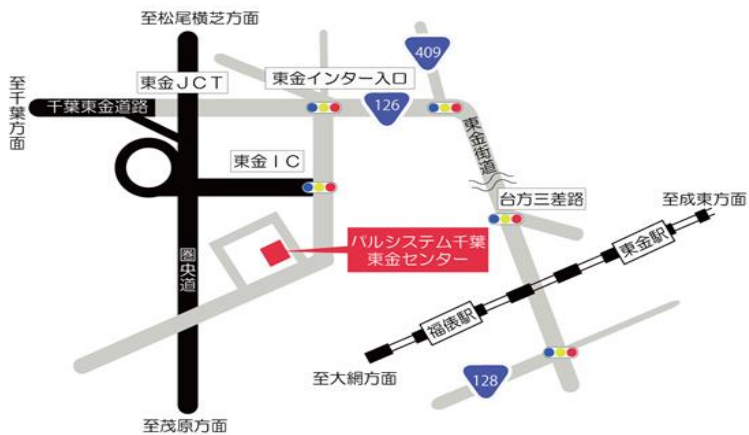 至松尾横芝方面
409
東金JCT
東金インター入口
至千葉方面
千葉東金道路
126
東金街道
東金IC
台方三差路
至成東方面
パルシステム千葉
東金センター
東金駅
圏央道
福俵駅
至大網方面
128
至茂原方面